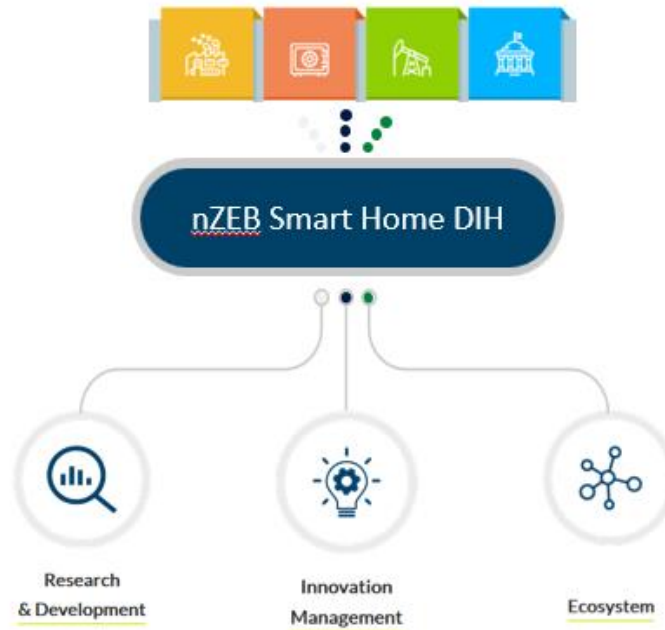 nZEB Smart Home DIH
Research
& Development
Innovation
Management
Ecosystem